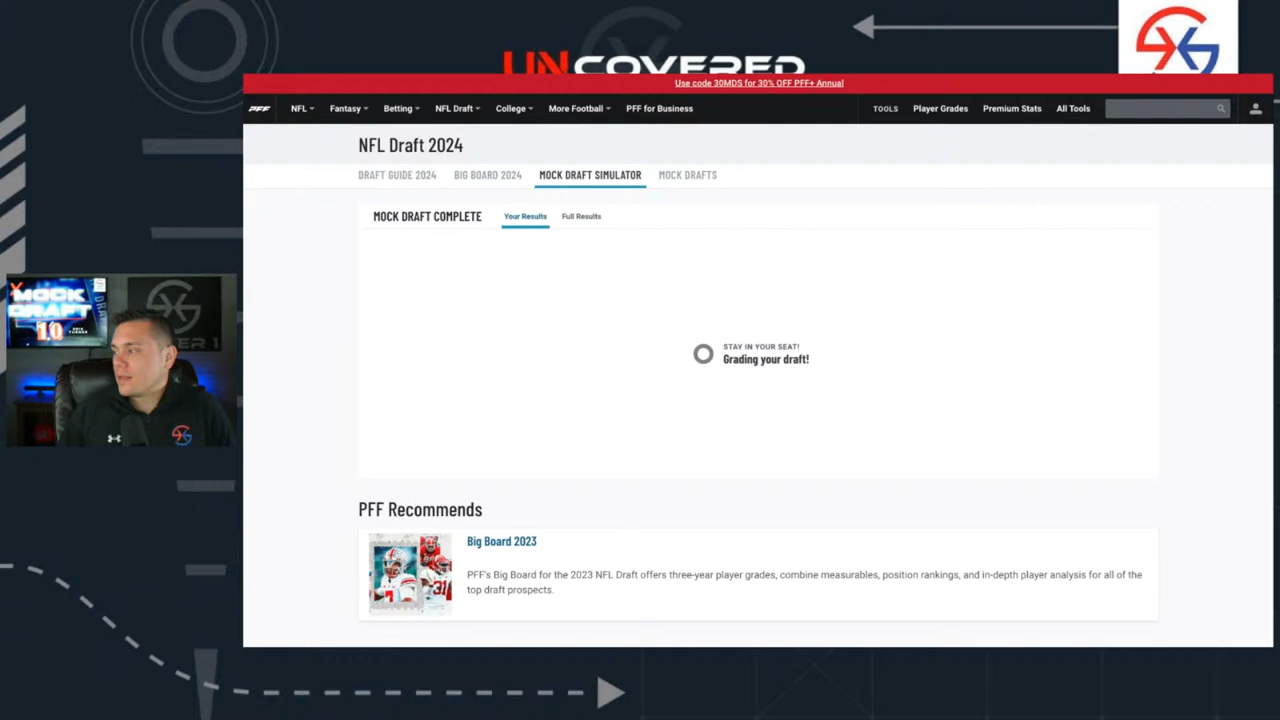 UNCOVERED
Use code 30MDS for 30% OFF PFF+ Annual
PFF
NFL
Fantasy
Betting
NFL Draft
College
More Football
PFF for Business
TOOLS
Player Grades
Premium Stats
All Tools
NFL Draft 2024
DRAFT GUIDE 2024
BIG BOARD 2024
MOCK DRAFT SIMULATOR
MOCK DRAFTS
MOCK DRAFT COMPLETE
Your Results
Full Results
MOCK
DRAFT
1.0
STAY IN YOUR SEAT!
Grading your draft!
PFF Recommends
Big Board 2023
PFF's Big Board for the 2023 NFL Draft offers three-year player grades, combine measurables, position rankings, and in-depth player analysis for all of the
top draft prospects.